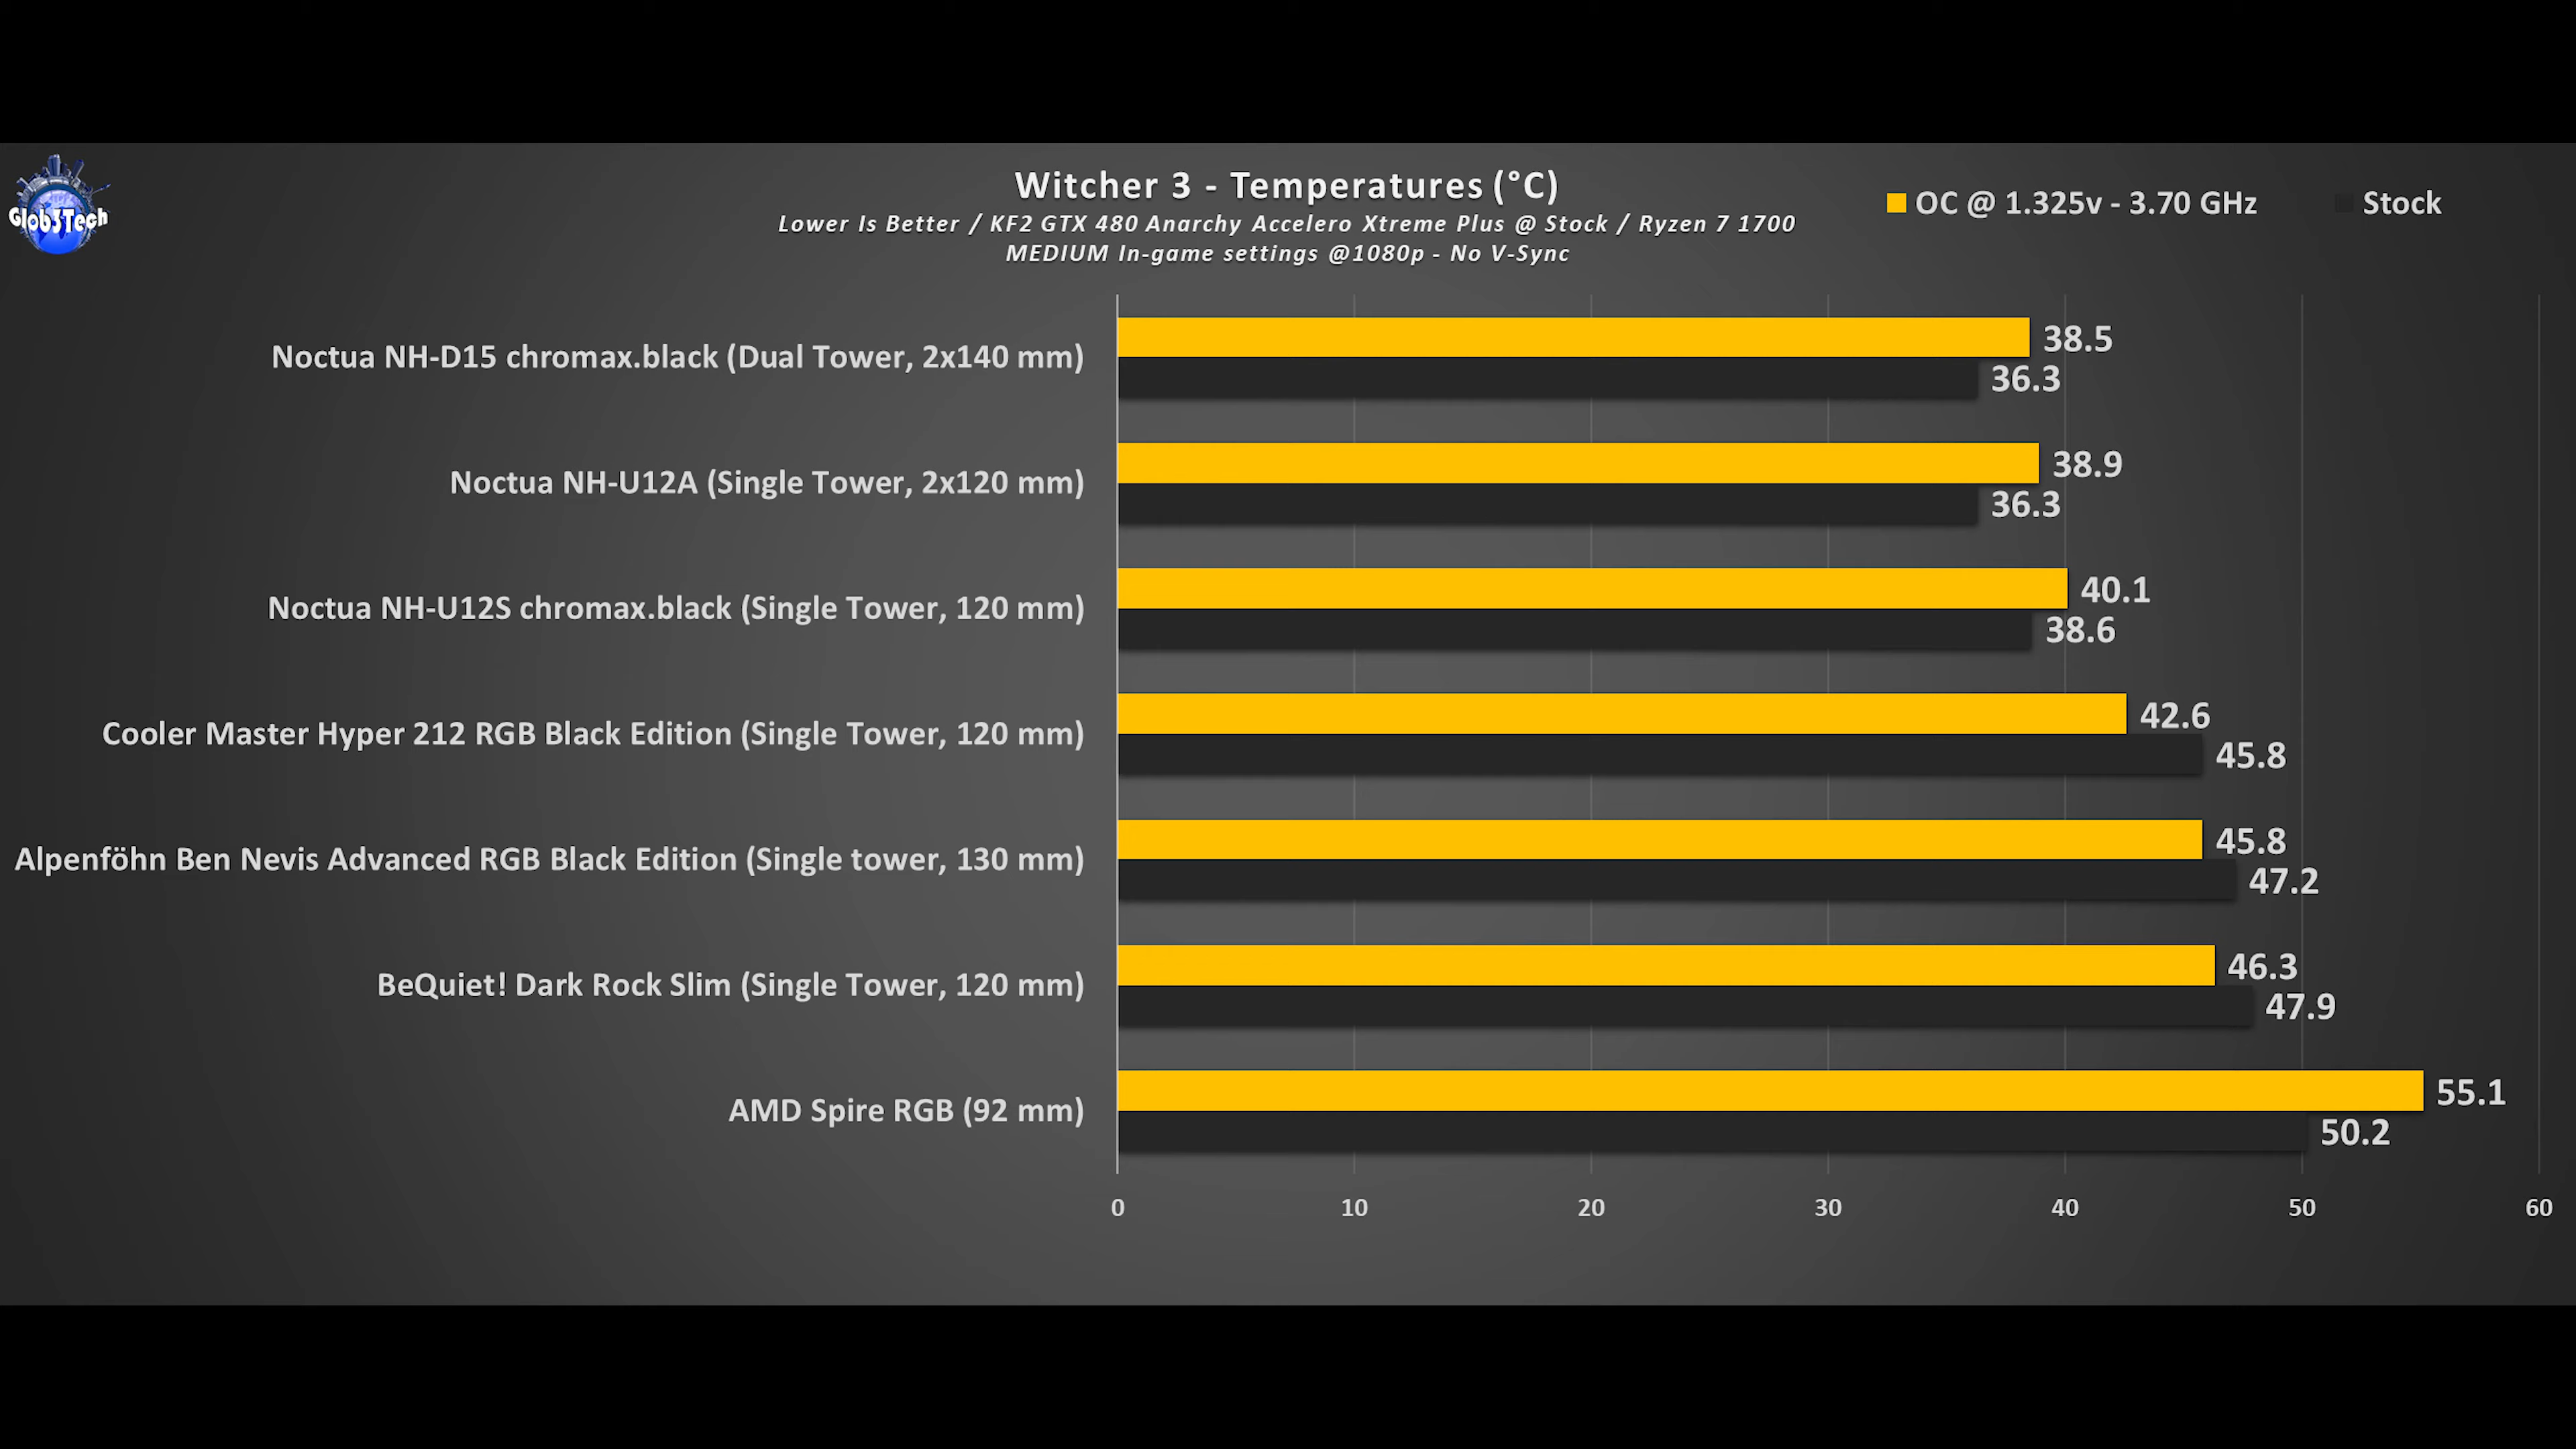 Glob3Tech
Witcher 3 - Temperatures (°C)
Lower Is Better / KF2 GTX 480 Anarchy Accelero Xtreme Plus @ Stock / Ryzen 7 1700
MEDIUM In-game settings @1080p - No V-Sync
OC @ 1.325v - 3.70 GHz
Stock
Noctua NH-D15 chromax.black (Dual Tower, 2x140 mm)
38.5
36.3
Noctua NH-U12A (Single Tower, 2x120 mm)
38.9
36.3
Noctua NH-U12S chromax.black (Single Tower, 120 mm)
40.1
38.6
Cooler Master Hyper 212 RGB Black Edition (Single Tower, 120 mm)
42.6
45.8
Alpenföhn Ben Nevis Advanced RGB Black Edition (Single tower, 130 mm)
45.8
47.2
BeQuiet! Dark Rock Slim (Single Tower, 120 mm)
46.3
47.9
AMD Spire RGB (92 mm)
55.1
50.2
0 10 20 30 40 50 60